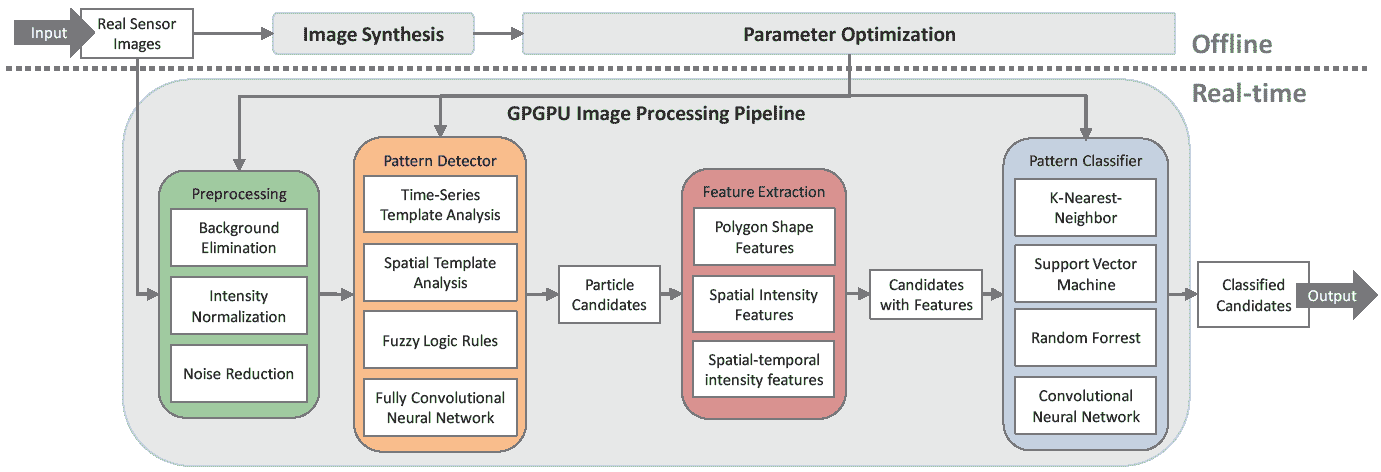 Input
Real Sensor
Images
Image Synthesis
Parameter Optimization
Offline
Real-time
GPGPU Image Processing Pipeline
Preprocessing
Background
Elimination
Intensity
Normalization
Noise Reduction
Pattern Detector
Time-Series
Template Analysis
Spatial Template
Analysis
Fuzzy Logic Rules
Fully Convolutional
Neural Network
Particle
Candidates
Feature Extraction
Polygon Shape
Features
Spatial Intensity
Features
Spatial-temporal
intensity features
Candidates
with Features
Pattern Classifier
K-Nearest-
Neighbor
Support Vector
Machine
Random Forrest
Convolutional
Neural Network
Classified
Candidates
Output